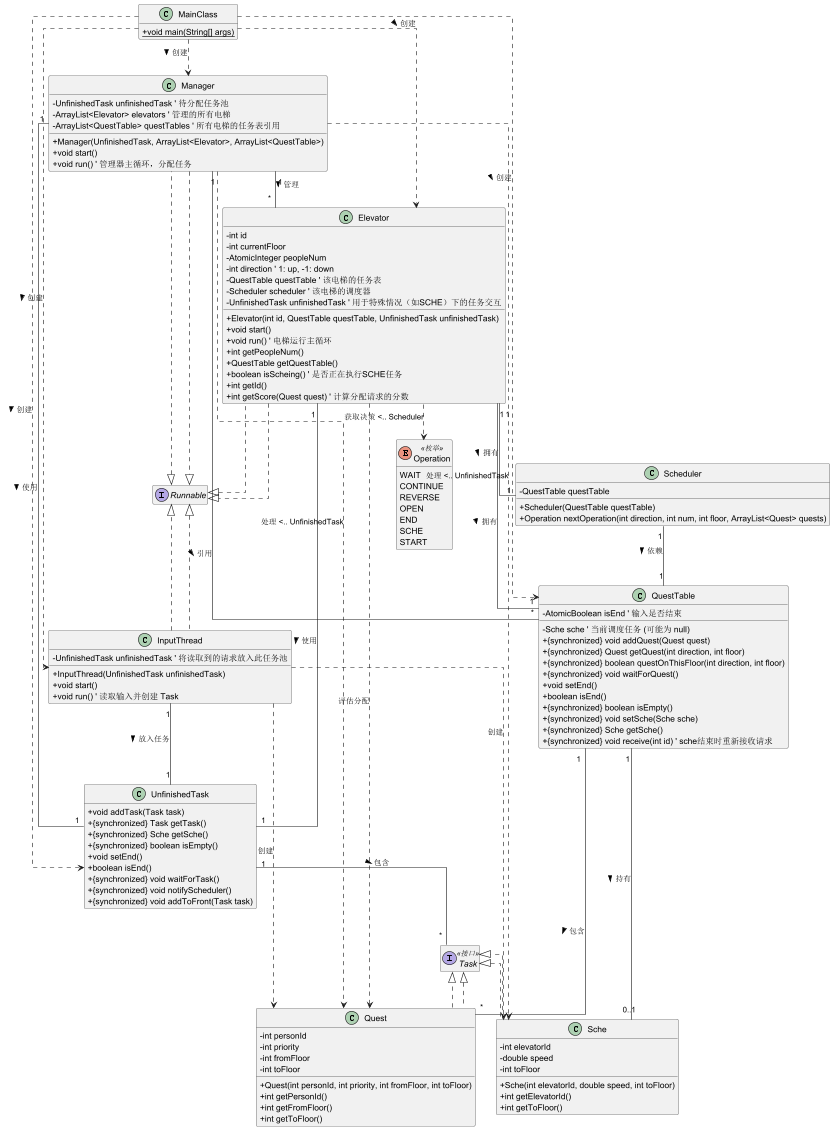 C MainClass
+void main(String[] args)
创建
创建
C Manager
-UnfinishedTask unfinishedTask ' 待分配任务池
-ArrayList<Elevator> elevators ' 管理的所有电梯
-ArrayList<QuestTable> questTables ' 所有电梯的任务表引用
+Manager(UnfinishedTask, ArrayList<Elevator>, ArrayList<QuestTable>)
+void start()
+void run() ' 管理器主循环，分配任务
1
1
管理
创建
*
C Elevator
-int id
-int currentFloor
-AtomicInteger peopleNum
-int direction ' 1: up, -1: down
-QuestTable questTable ' 该电梯的任务表
-Scheduler scheduler ' 该电梯的调度器
-UnfinishedTask unfinishedTask ' 用于特殊情况（如SCHE）下的任务交互
+Elevator(int id, QuestTable questTable, UnfinishedTask unfinishedTask)
+void start()
+void run() ' 电梯运行主循环
+int getPeopleNum()
+QuestTable getQuestTable()
+boolean isScheing() ' 是否正在执行SCHE任务
+int getId()
+int getScore(Quest quest) ' 计算分配请求的分数
创建
创建
1
获取决策 <.. Scheduler
1
1
拥有
E «枚举»
Operation
WAIT
CONTINUE
REVERSE
OPEN
END
SCHE
START
处理 <.. UnfinishedTask
C Scheduler
-QuestTable questTable
+Scheduler(QuestTable questTable)
+Operation nextOperation(int direction, int num, int floor, ArrayList<Quest> quests)
1
使用
I Runnable
处理 <.. UnfinishedTask
拥有
1
依赖
1
引用
C QuestTable
-AtomicBoolean isEnd ' 输入是否结束
-Sche sche ' 当前调度任务 (可能为 null)
+{synchronized} void addQuest(Quest quest)
+{synchronized} Quest getQuest(int direction, int floor)
+{synchronized} boolean questOnThisFloor(int direction, int floor)
+{synchronized} void waitForQuest()
+void setEnd()
+boolean isEnd()
+{synchronized} boolean isEmpty()
+{synchronized} void setSche(Sche sche)
+{synchronized} Sche getSche()
+{synchronized} void receive(int id) ' sche结束时重新接收请求
1
*
C InputThread
-UnfinishedTask unfinishedTask ' 将读取到的请求放入此任务池
+InputThread(UnfinishedTask unfinishedTask)
+void start()
+void run() ' 读取输入并创建 Task
使用
评估分配
创建
1
放入任务
1
1
1
C UnfinishedTask
+void addTask(Task task)
+{synchronized} Task getTask()
+{synchronized} Sche getSche()
+{synchronized} boolean isEmpty()
+void setEnd()
+boolean isEnd()
+{synchronized} void waitForTask()
+{synchronized} void notifyScheduler()
+{synchronized} void addToFront(Task task)
1
1
创建
1
包含
持有
*
包含
I «接口»
Task
*
0..1
C Quest
-int personId
-int priority
-int fromFloor
-int toFloor
+Quest(int personId, int priority, int fromFloor, int toFloor)
+int getPersonId()
+int getFromFloor()
+int getToFloor()
C Sche
-int elevatorId
-double speed
-int toFloor
+Sche(int elevatorId, double speed, int toFloor)
+int getElevatorId()
+int getToFloor()